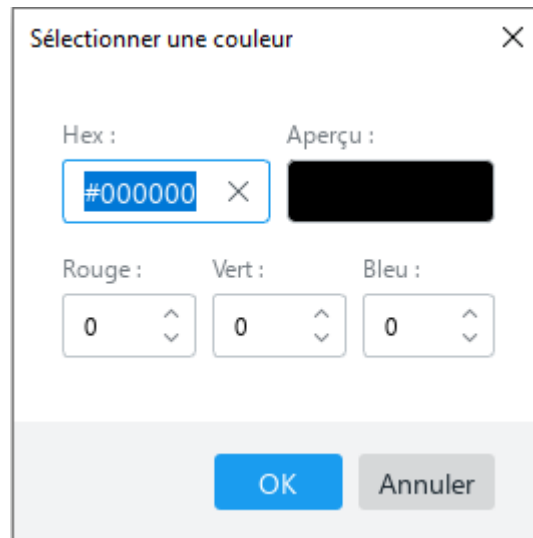 Sélectionner une couleur
Hex : Aperçu :
#000000
Rouge : Vert : Bleu :
0 0 0
OK Annuler